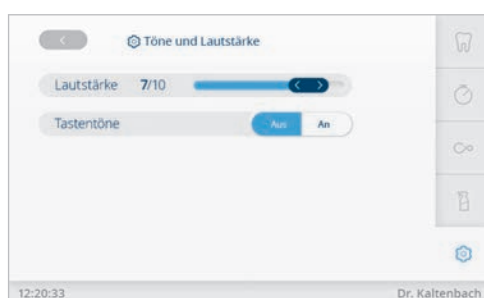 Töne und Lautstärke
Lautstärke 7/10
Tastentöne Aus An
12:20:33 Dr. Kaltenbach